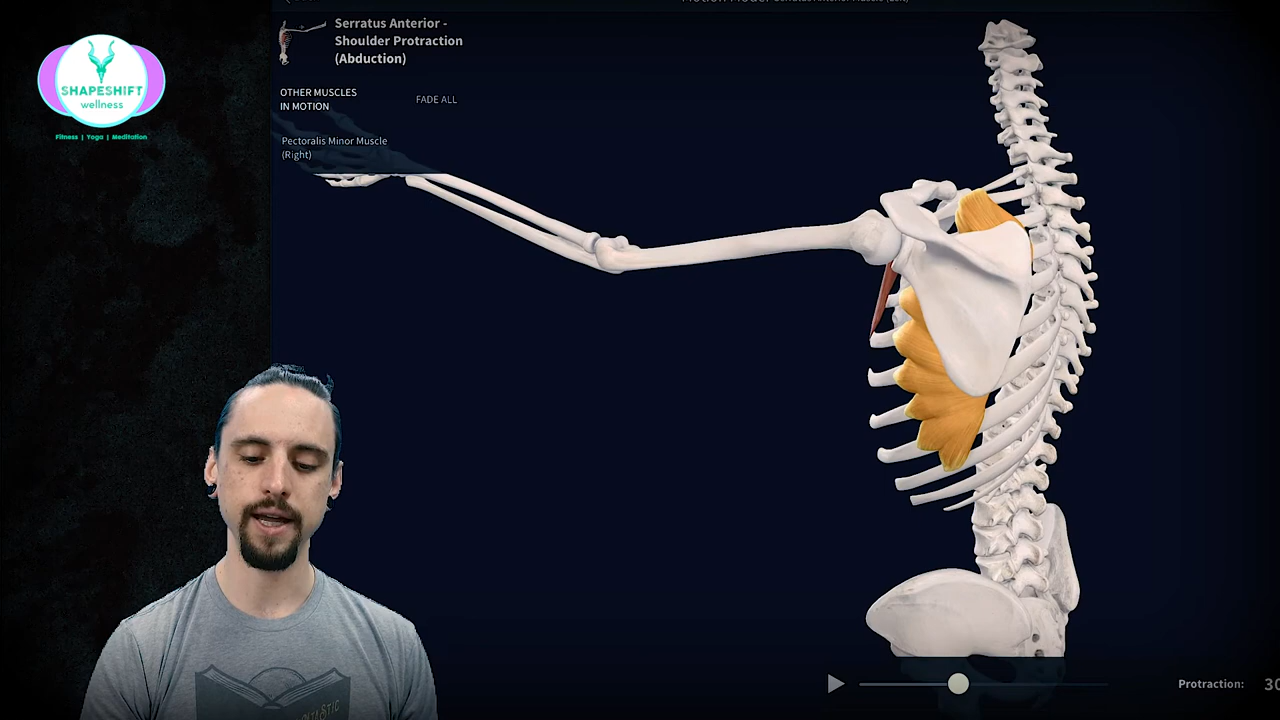 Serratus Anterior -
Shoulder Protraction
(Abduction)
SHAPESHIFT
wellness
Fitness | Yoga | Meditation
OTHER MUSCLES
IN MOTION
FADE ALL
Pectoralis Minor Muscle
(Right)
Protraction:
30